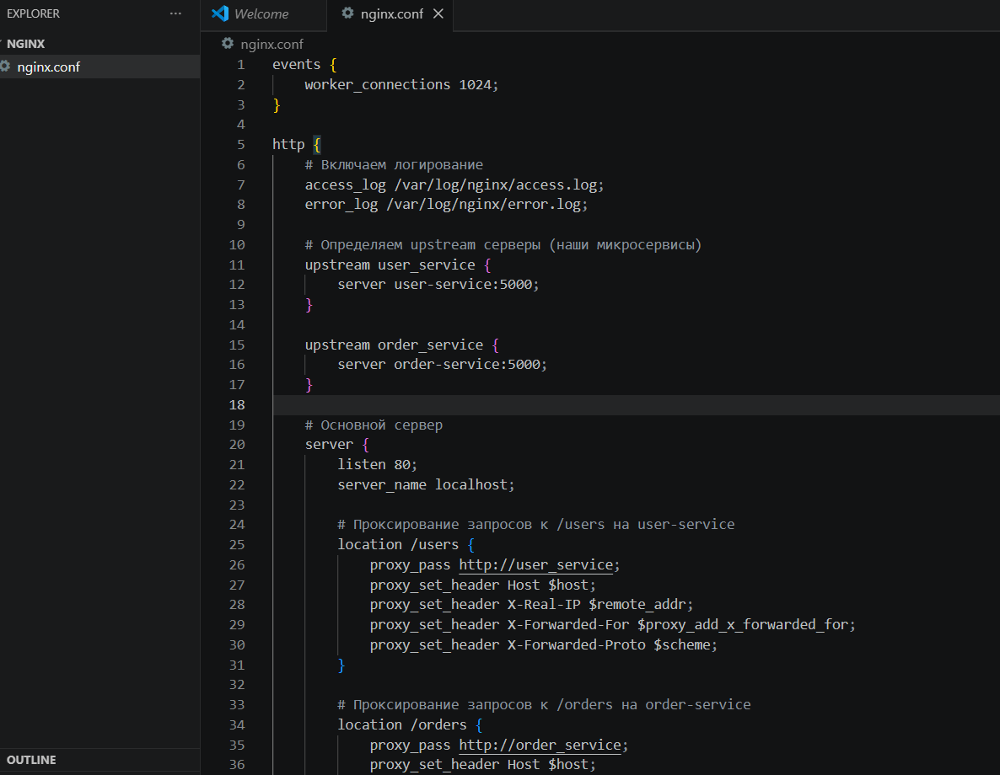 EXPLORER
NGINX
nginx.conf
OUTLINE
Welcome
nginx.conf
nginx.conf
1 events {
2 worker_connections 1024;
3 }
4
5 http {
6 # Включаем логирование
7 access_log /var/log/nginx/access.log;
8 error_log /var/log/nginx/error.log;
9
10 # Определяем upstream серверы (наши микросервисы)
11 upstream user_service {
12 server user-service:5000;
13 }
14
15 upstream order_service {
16 server order-service:5000;
17 }
18
19 # Основной сервер
20 server {
21 listen 80;
22 server_name localhost;
23
24 # Проксирование запросов к /users на user-service
25 location /users {
26 proxy_pass http://user_service;
27 proxy_set_header Host $host;
28 proxy_set_header X-Real-IP $remote_addr;
29 proxy_set_header X-Forwarded-For $proxy_add_x_forwarded_for;
30 proxy_set_header X-Forwarded-Proto $scheme;
31 }
32
33 # Проксирование запросов к /orders на order-service
34 location /orders {
35 proxy_pass http://order_service;
36 proxy_set_header Host $host;